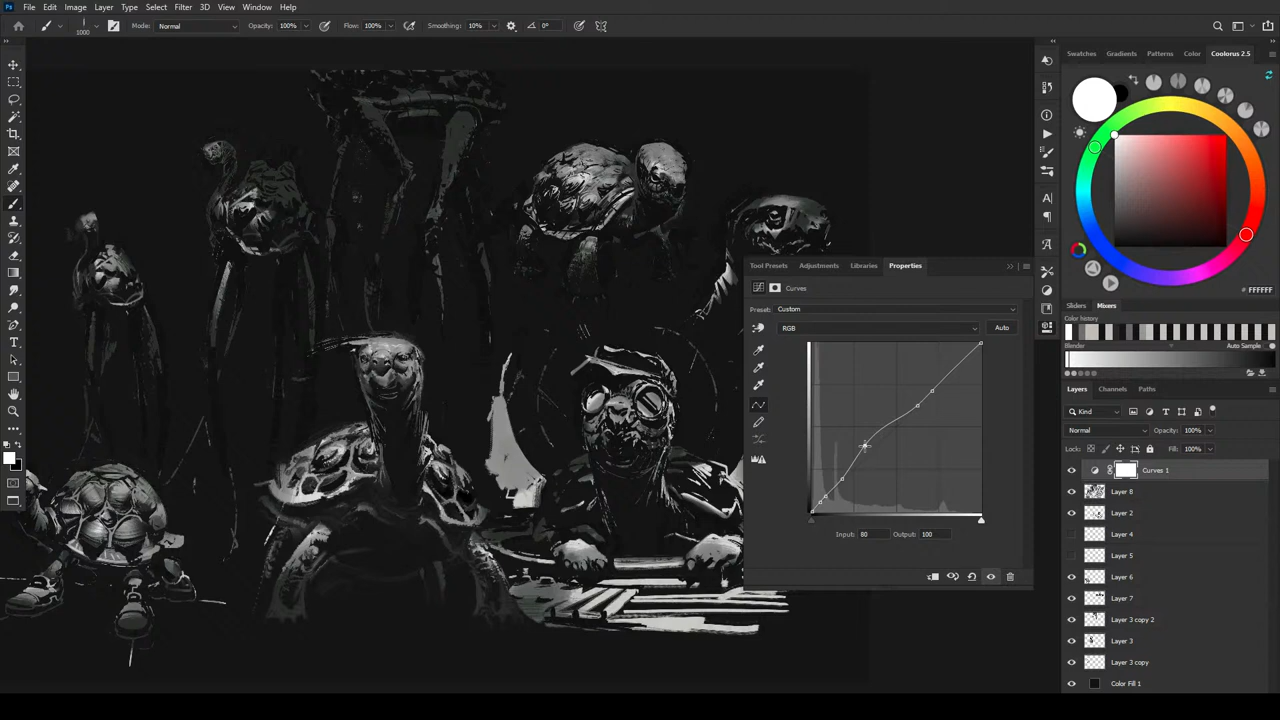 Ps File Edit Image Layer Type Select Filter 3D View Window Help
1000 Mode: Normal Opacity: 100% Flow: 100% Smoothing: 10% 0°
Swatches Gradients Patterns Color Coolorus 2.5
# FFFFFF
Sliders Mixers
Color history
Blender Auto Sample
Layers Channels Paths
Kind
Normal Opacity: 100%
Lock: Fill: 100%
Curves 1
Layer 8
Layer 2
Layer 4
Layer 5
Layer 6
Layer 7
Layer 3 copy 2
Layer 3
Layer 3 copy
Color Fill 1
Tool Presets Adjustments Libraries Properties
Curves
Preset: Custom
RGB Auto
Input: 80 Output: 100